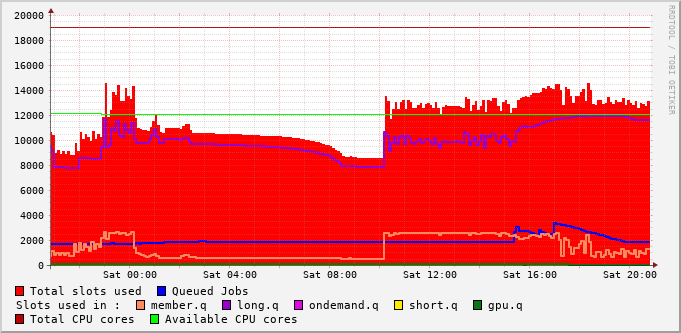 RRDTOOL / TOBI OETIKER
20000
18000
16000
14000
12000
10000
8000
6000
4000
2000
0
Sat 00:00 Sat 04:00 Sat 08:00 Sat 12:00 Sat 16:00 Sat 20:00
Total slots used Queued Jobs
Slots used in : member.q long.q ondemand.q short.q gpu.q
Total CPU cores Available CPU cores